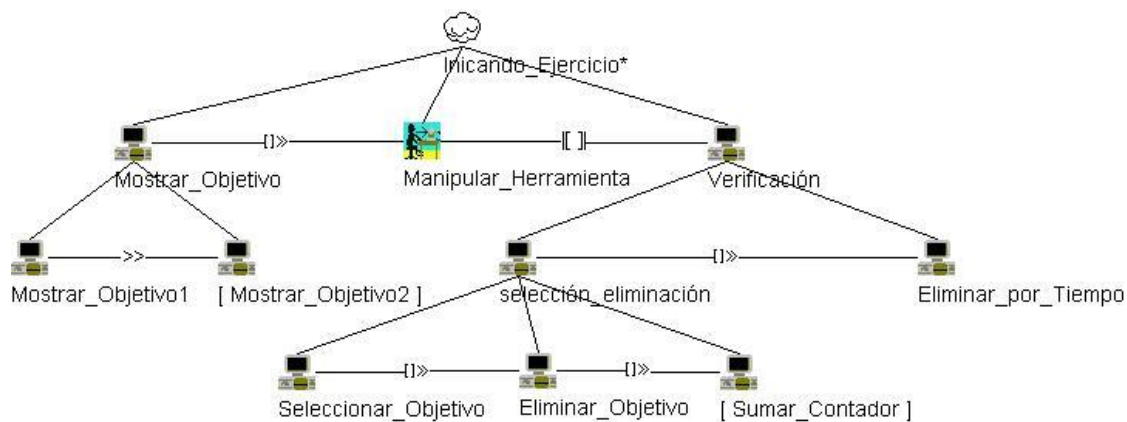 Inicando_Ejercicio*
[]>> |[ ]|
Mostrar_Objetivo Manipular_Herramienta Verificación
>> []>>
Mostrar_Objetivo1 [ Mostrar_Objetivo2 ] selección_eliminación Eliminar_por_Tiempo
[]>> []>>
Seleccionar_Objetivo Eliminar_Objetivo [ Sumar_Contador ]